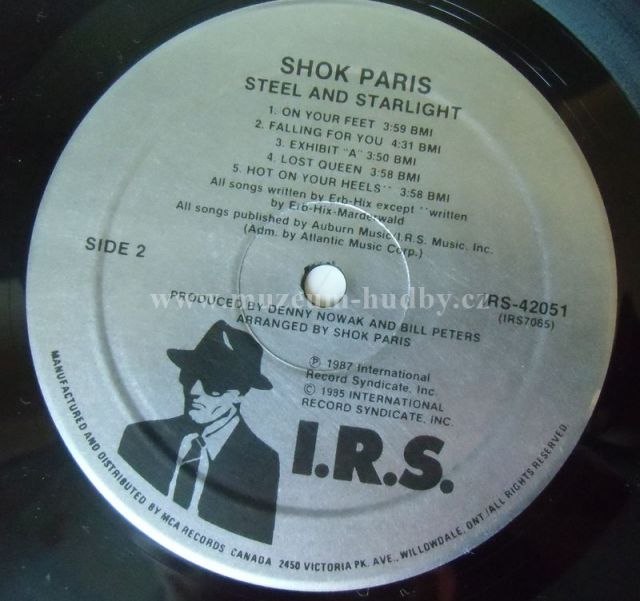 SHOK PARIS
STEEL AND STARLIGHT
1. ON YOUR FEET 3:59 BMI
2. FALLING FOR YOU 4:31 BMI
3. EXHIBIT "A" 3:50 BMI
4. LOST QUEEN 3:58 BMI
5. HOT ON YOUR HEELS** 3:58 BMI
All songs written by Erb-Hix except **written
by Erb-Hix-Marderwald
All songs published by Auburn Music/I.R.S. Music, Inc.
(Adm. by Atlantic Music Corp.)
SIDE 2
www.muzeum-hudby.cz
IRS-42051
(IRS7065)
PRODUCED BY DENNY NOWAK AND BILL PETERS
ARRANGED BY SHOK PARIS
℗ 1987 International
Record Syndicate, Inc.
© 1985 INTERNATIONAL
RECORD SYNDICATE, INC.
I.R.S.
MANUFACTURED AND DISTRIBUTED BY MCA RECORDS CANADA 2450 VICTORIA PK. AVE., WILLOWDALE, ONT./ALL RIGHTS RESERVED.